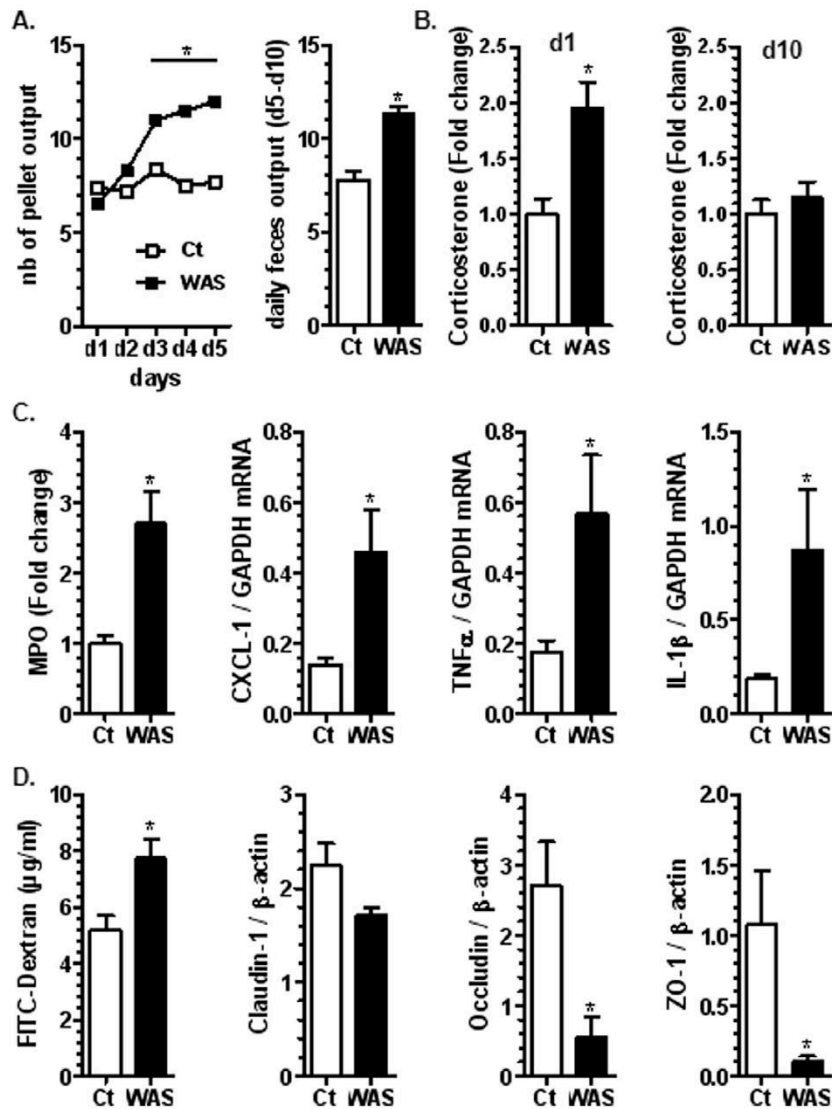 A.
nb of pellet output
15
10
5
0
*
Ct
WAS
d1 d2 d3 d4 d5
days
daily feces output (d5-d10)
15
10
5
0
*
Ct WAS
B.
Corticosterone (Fold change)
2.5
2.0
1.5
1.0
0.5
0.0
d1
*
Ct WAS
Corticosterone (Fold change)
2.5
2.0
1.5
1.0
0.5
0.0
d10
Ct WAS
C.
MPO (Fold change)
4
3
2
1
0
*
Ct WAS
CXCL-1 / GAPDH mRNA
0.8
0.6
0.4
0.2
0.0
*
Ct WAS
TNFα / GAPDH mRNA
0.8
0.6
0.4
0.2
0.0
*
Ct WAS
IL-1β / GAPDH mRNA
1.5
1.0
0.5
0.0
*
Ct WAS
D.
FITC-Dextran (µg/ml)
10
8
6
4
2
0
*
Ct WAS
Claudin-1 / β-actin
3
2
1
0
Ct WAS
Occludin / β-actin
4
3
2
1
0
*
Ct WAS
ZO-1 / β-actin
2.0
1.5
1.0
0.5
0.0
*
Ct WAS